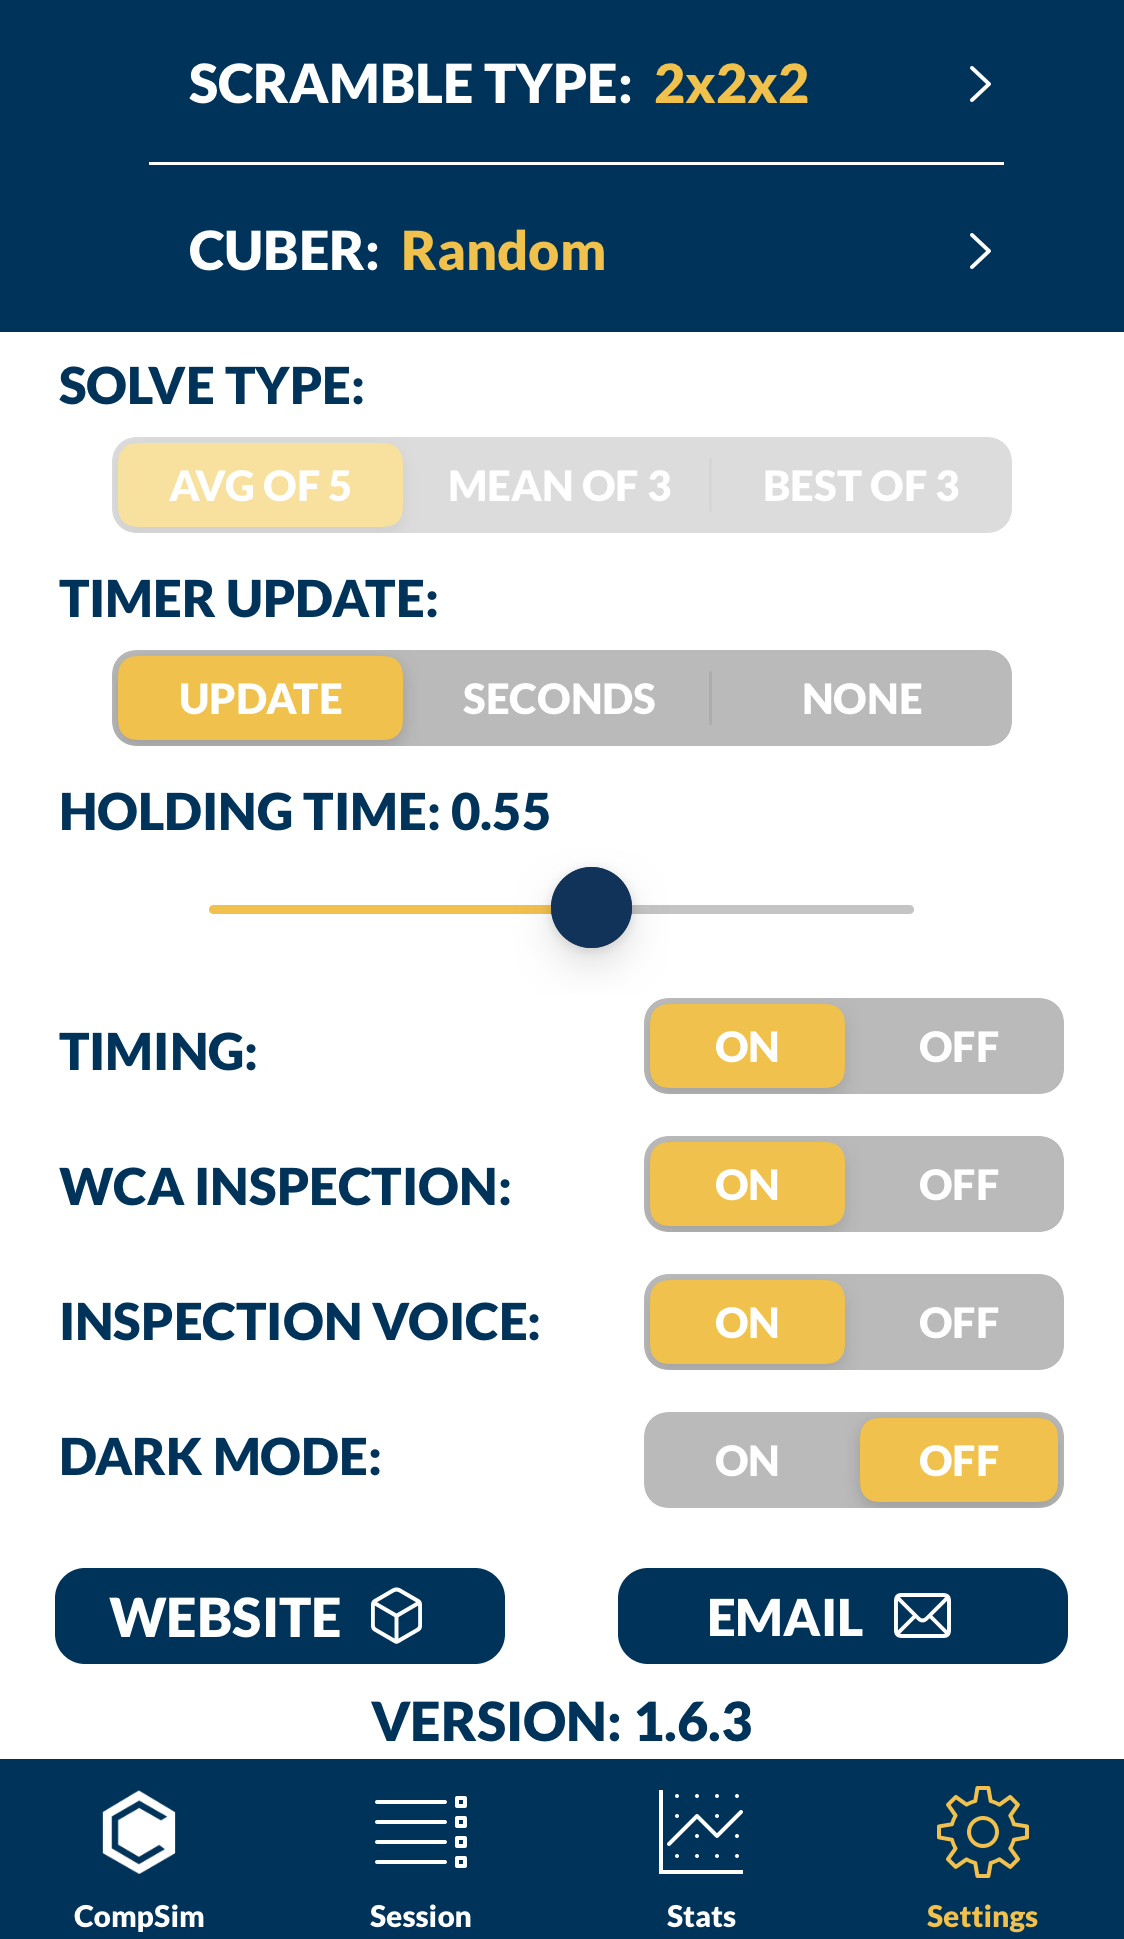 SCRAMBLE TYPE: 2x2x2
CUBER: Random
SOLVE TYPE:
AVG OF 5 MEAN OF 3 BEST OF 3
TIMER UPDATE:
UPDATE SECONDS NONE
HOLDING TIME: 0.55
TIMING: ON OFF
WCA INSPECTION: ON OFF
INSPECTION VOICE: ON OFF
DARK MODE: ON OFF
WEBSITE EMAIL
VERSION: 1.6.3
CompSim Session Stats Settings